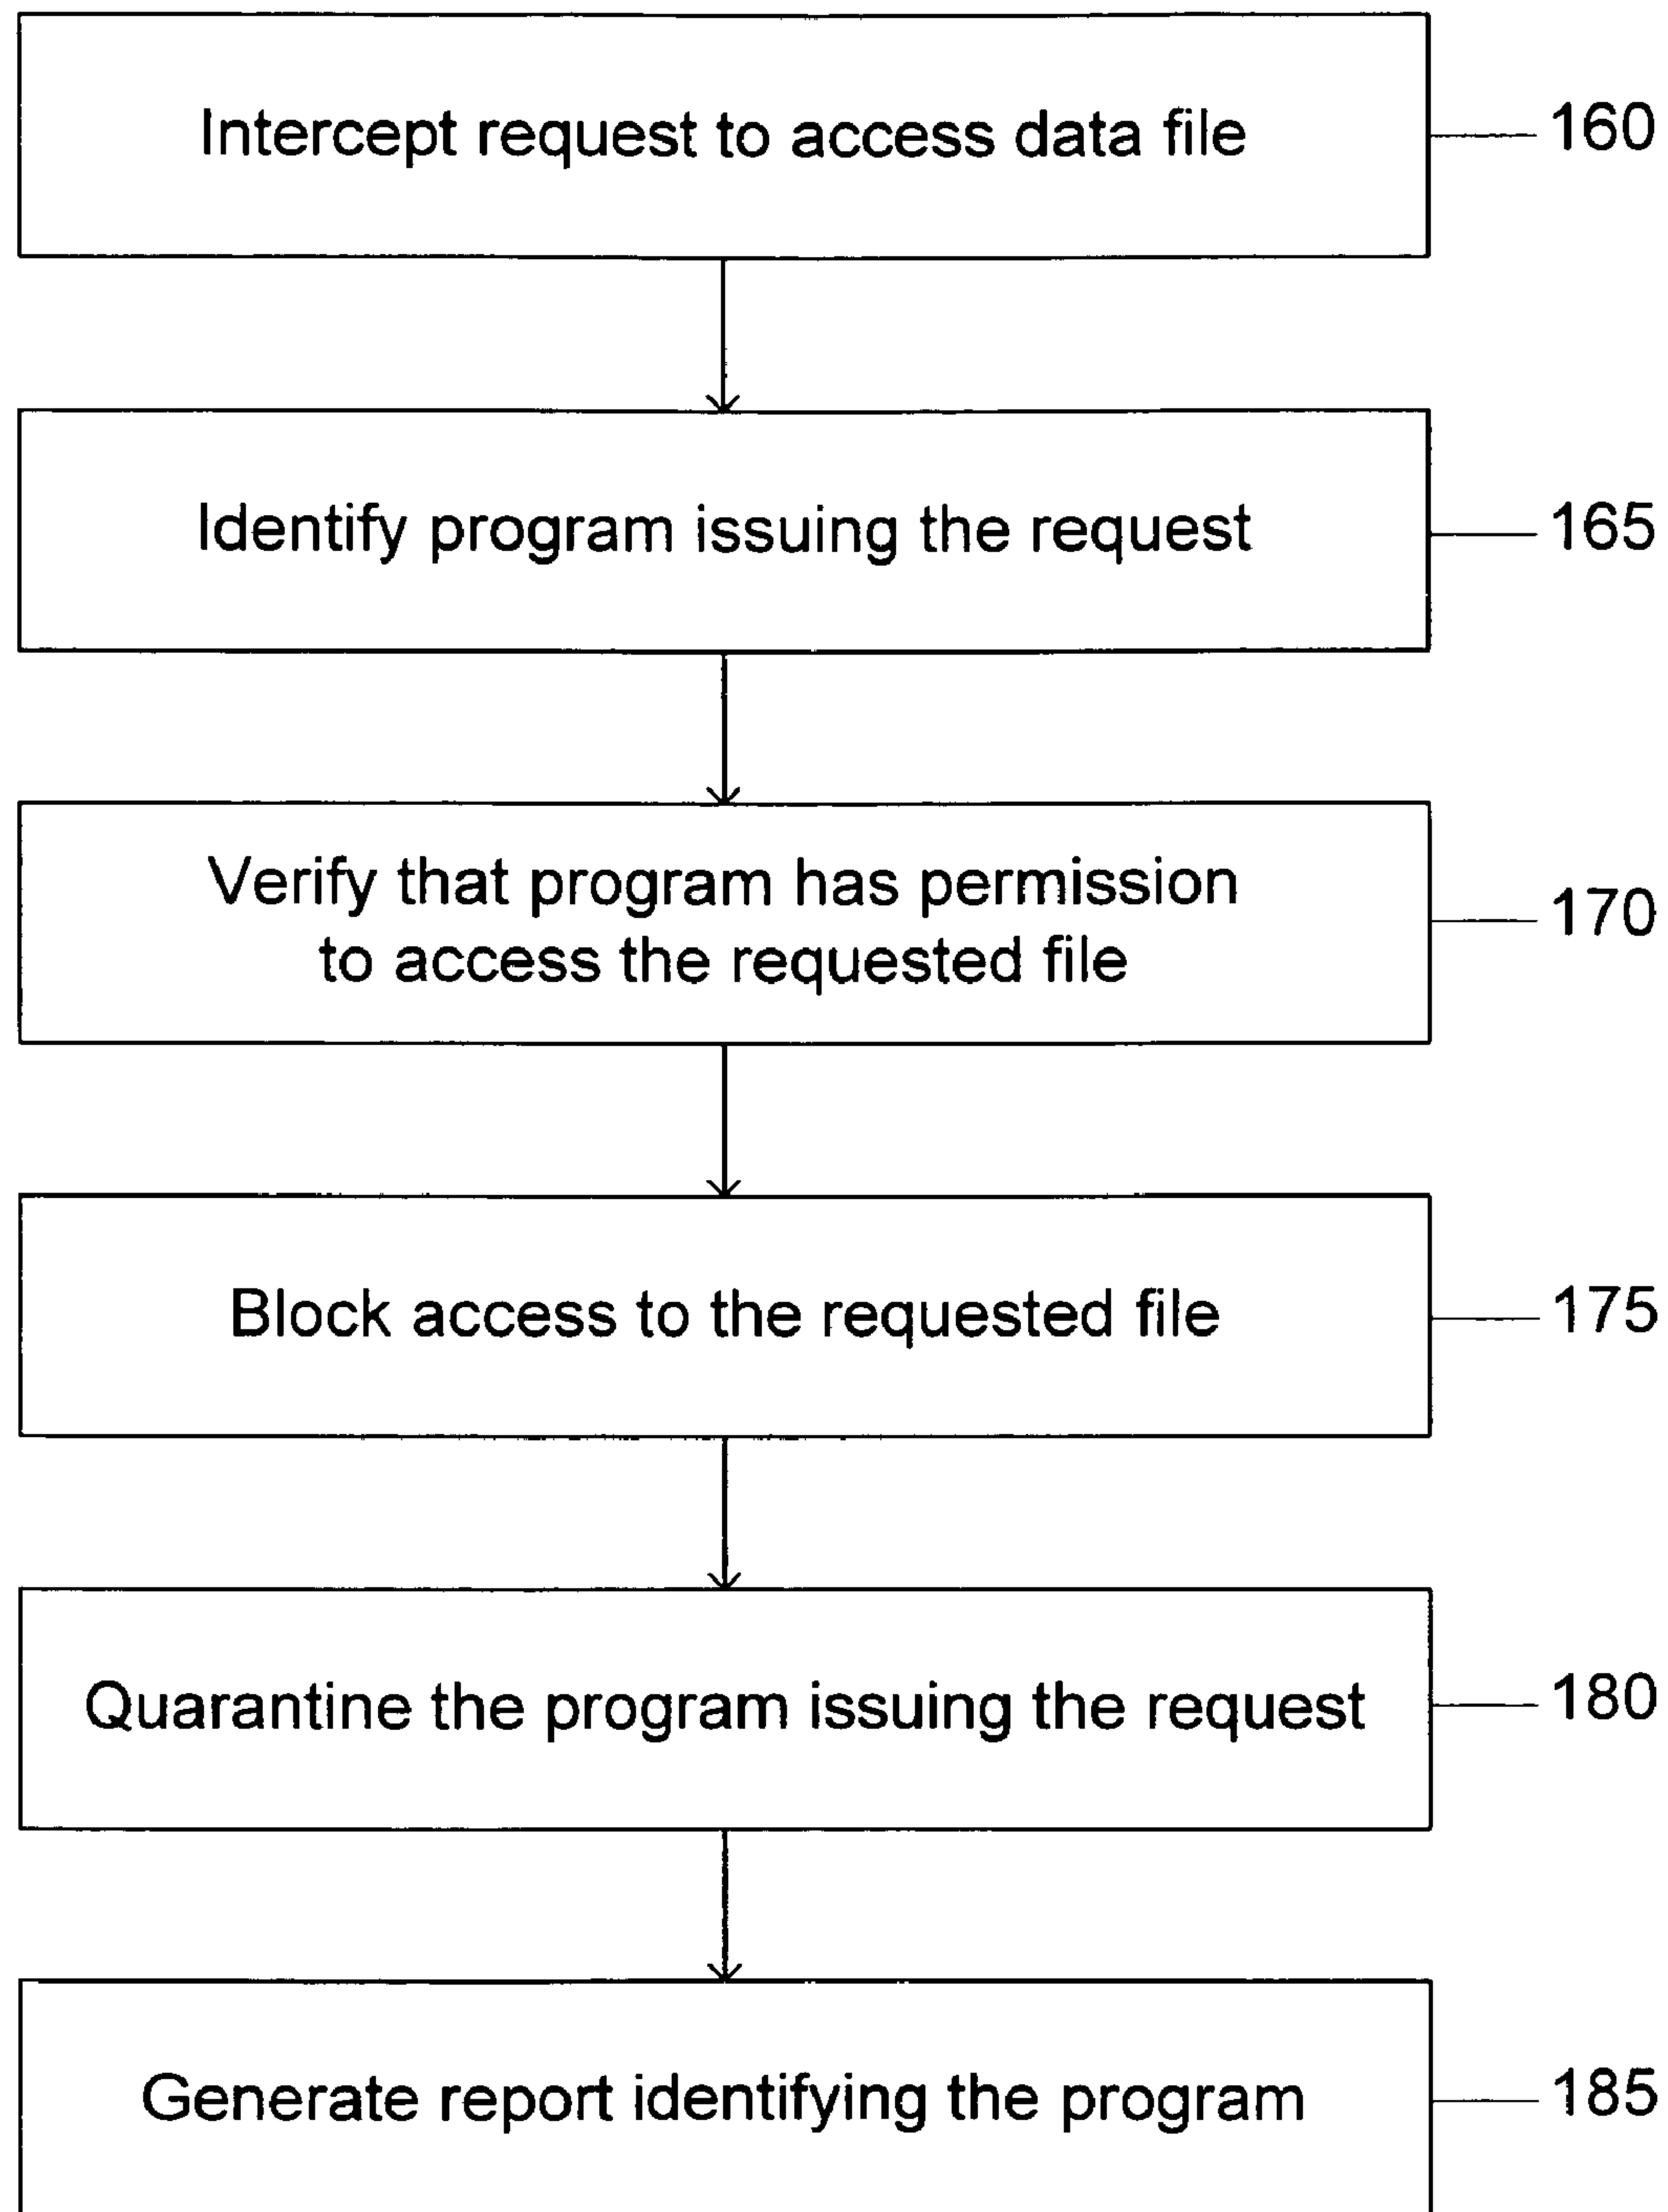 Intercept request to access data file
160
Identify program issuing the request
165
Verify that program has permission
to access the requested file
170
Block access to the requested file
175
Quarantine the program issuing the request
180
Generate report identifying the program
185